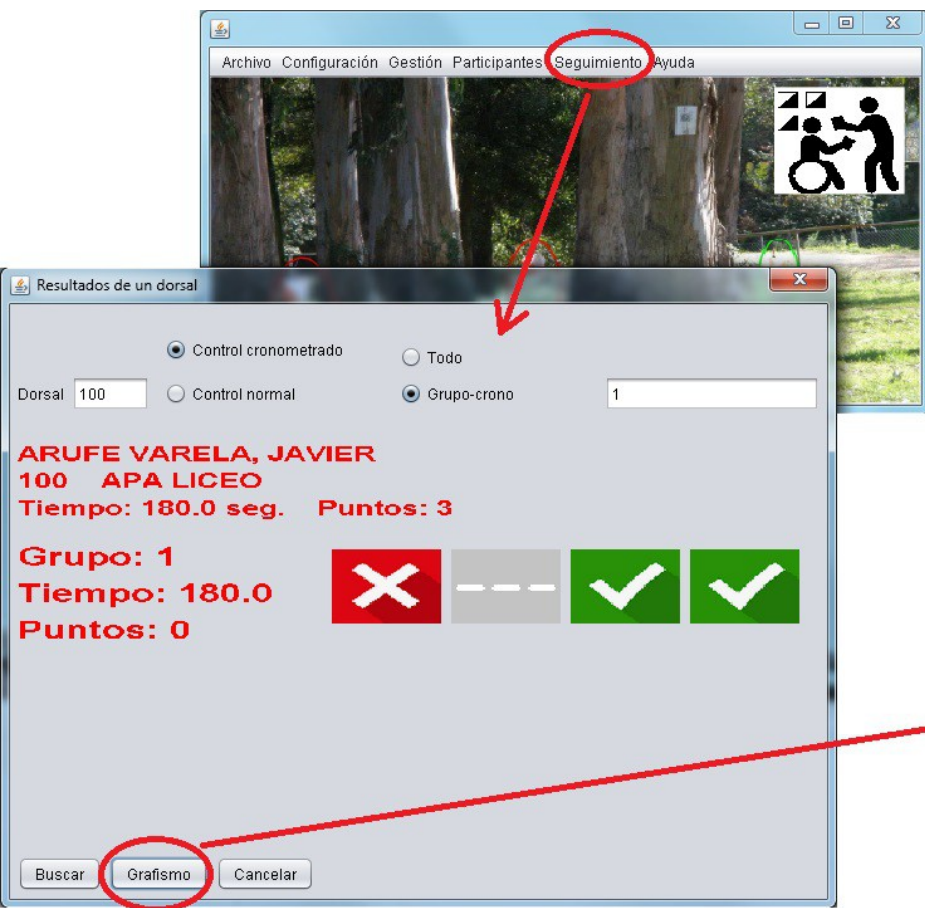 Archivo Configuración Gestión Participantes Seguimiento Ayuda
Resultados de un dorsal
Control cronometrado
Todo
Dorsal 100
Control normal
Grupo-crono
1
ARUFE VARELA, JAVIER
100 APA LICEO
Tiempo: 180.0 seg. Puntos: 3
Grupo: 1
Tiempo: 180.0
Puntos: 0
Buscar Grafismo Cancelar